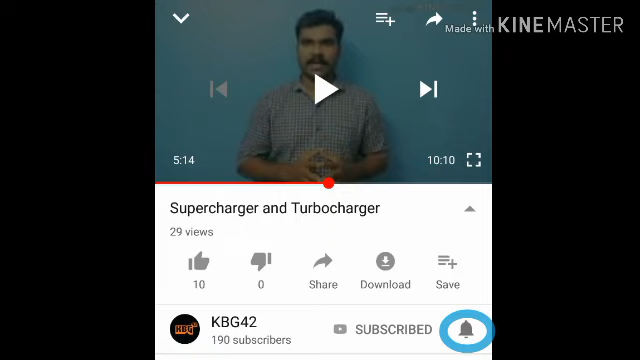 Made with KINEMASTER
5:14
10:10
Supercharger and Turbocharger
29 views
10
0
Share
Download
Save
KBG
KBG42
SUBSCRIBED
190 subscribers